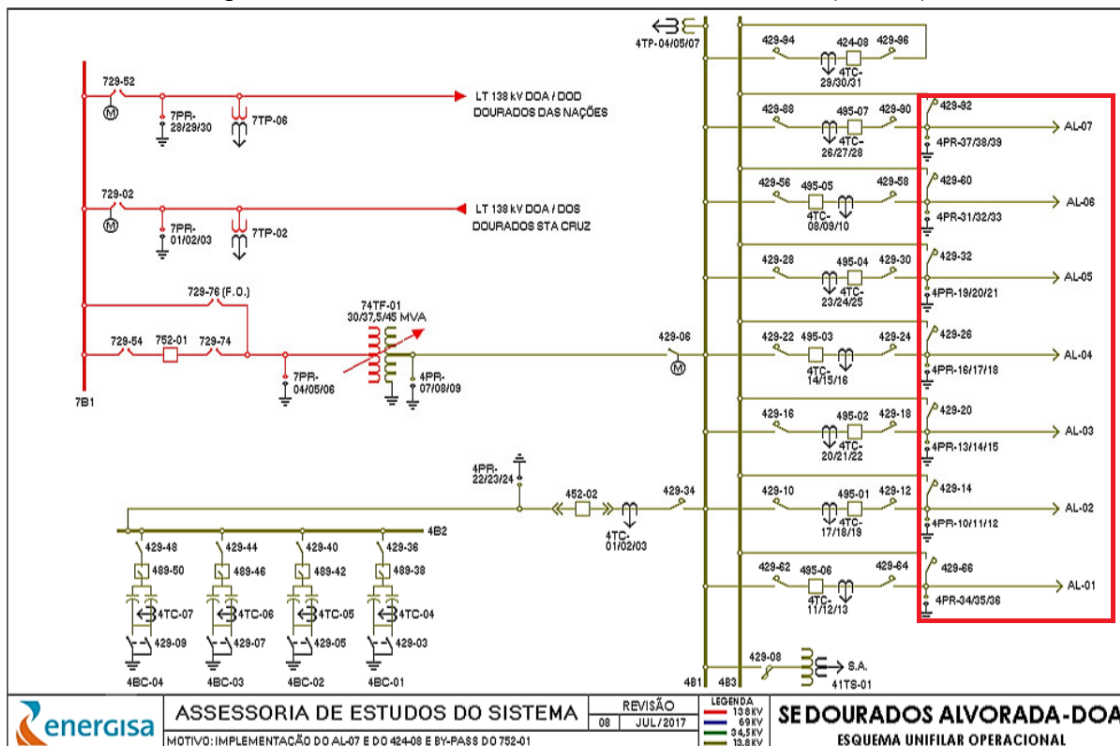 4TP-04/05/07
429-94
424-08
429-96
4TC-
29/30/31
729-52
M
7PR-
28/29/30
7TP-06
LT 138 kV DOA / DOD
DOURADOS DAS NAÇÕES
429-88
495-07
429-90
4TC-
26/27/28
429-92
AL-07
4PR-37/38/39
729-02
M
7PR-
01/02/03
7TP-02
LT 138 kV DOA / DOS
DOURADOS STA CRUZ
429-56
495-05
429-58
4TC-
08/09/10
429-60
AL-06
4PR-31/32/33
429-28
495-04
429-30
4TC-
23/24/25
429-32
AL-05
4PR-19/20/21
729-76 (F.O.)
729-54
752-01
729-74
74TF-01
30/37,5/45 MVA
7PR-
04/05/06
4PR-
07/08/09
7B1
429-06
M
429-22
495-03
429-24
4TC-
14/15/16
429-26
AL-04
4PR-16/17/18
429-16
495-02
429-18
4TC-
20/21/22
429-20
AL-03
4PR-13/14/15
4PR-
22/23/24
452-02
429-34
4TC-
01/02/03
429-10
495-01
429-12
4TC-
17/18/19
429-14
AL-02
4PR-10/11/12
4B2
429-48
429-44
429-40
429-36
489-50
489-46
489-42
489-38
4TC-07
4TC-06
4TC-05
4TC-04
429-09
429-07
429-05
429-03
4BC-04
4BC-03
4BC-02
4BC-01
429-62
495-06
429-64
4TC-
11/12/13
429-66
AL-01
4PR-34/35/36
429-08
S.A.
41TS-01
4B1
4B3
energisa
ASSESSORIA DE ESTUDOS DO SISTEMA
MOTIVO: IMPLEMENTAÇÃO DO AL-07 E DO 424-08 E BY-PASS DO 752-01
REVISÃO
08 JUL/2017
LEGENDA
138KV
69KV
34,5KV
13,8KV
SE DOURADOS ALVORADA-DOA
ESQUEMA UNIFILAR OPERACIONAL